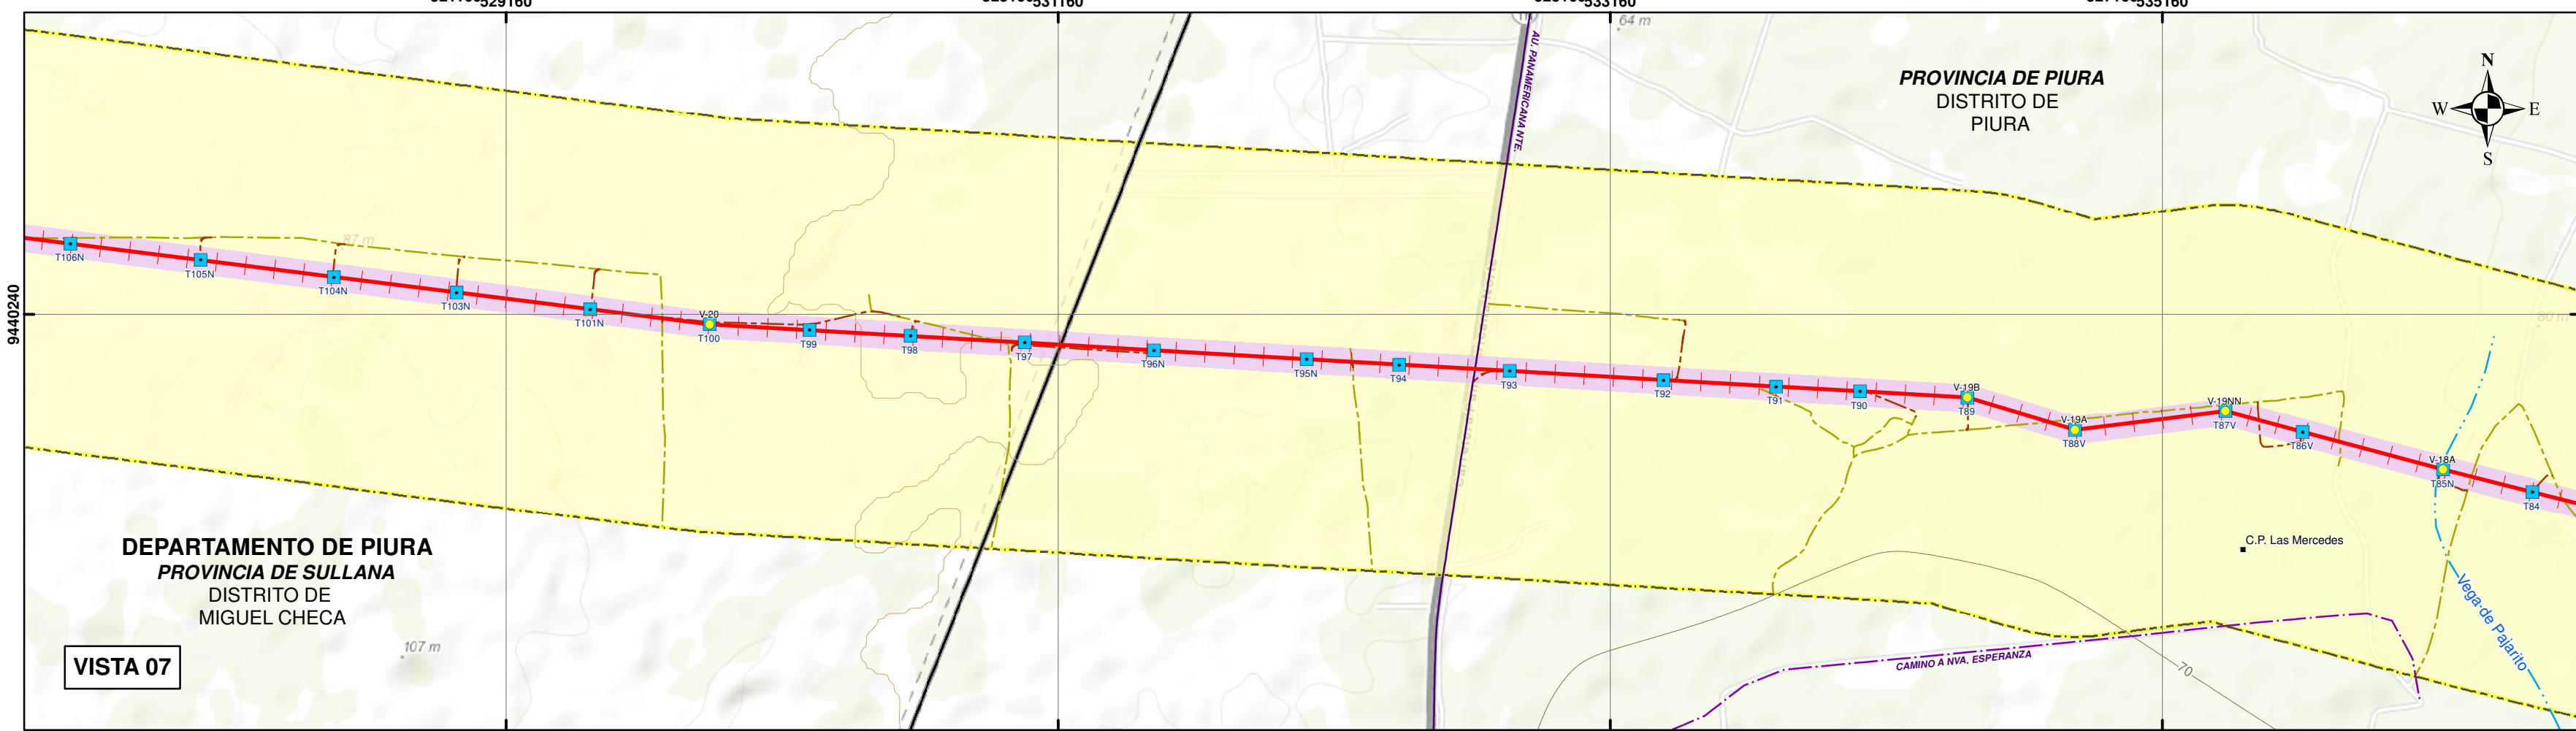 529160
531160
533160
535160
64 m
AU. PANAMERICANA NTE.
PROVINCIA DE PIURA
DISTRITO DE
PIURA
N
W
E
S
9440240
87 m
80 m
T106N
T105N
T104N
T103N
T101N
V-20
T100
T99
T98
T97
T96N
T95N
T94
T93
T92
T91
T90
V-19B
T89
V-19A
T88V
V-19NN
T87V
T86V
V-18A
T85N
T84
C.P. Las Mercedes
Vega de Pajarito
DEPARTAMENTO DE PIURA
PROVINCIA DE SULLANA
DISTRITO DE
MIGUEL CHECA
107 m
VISTA 07
CAMINO A NVA. ESPERANZA
70